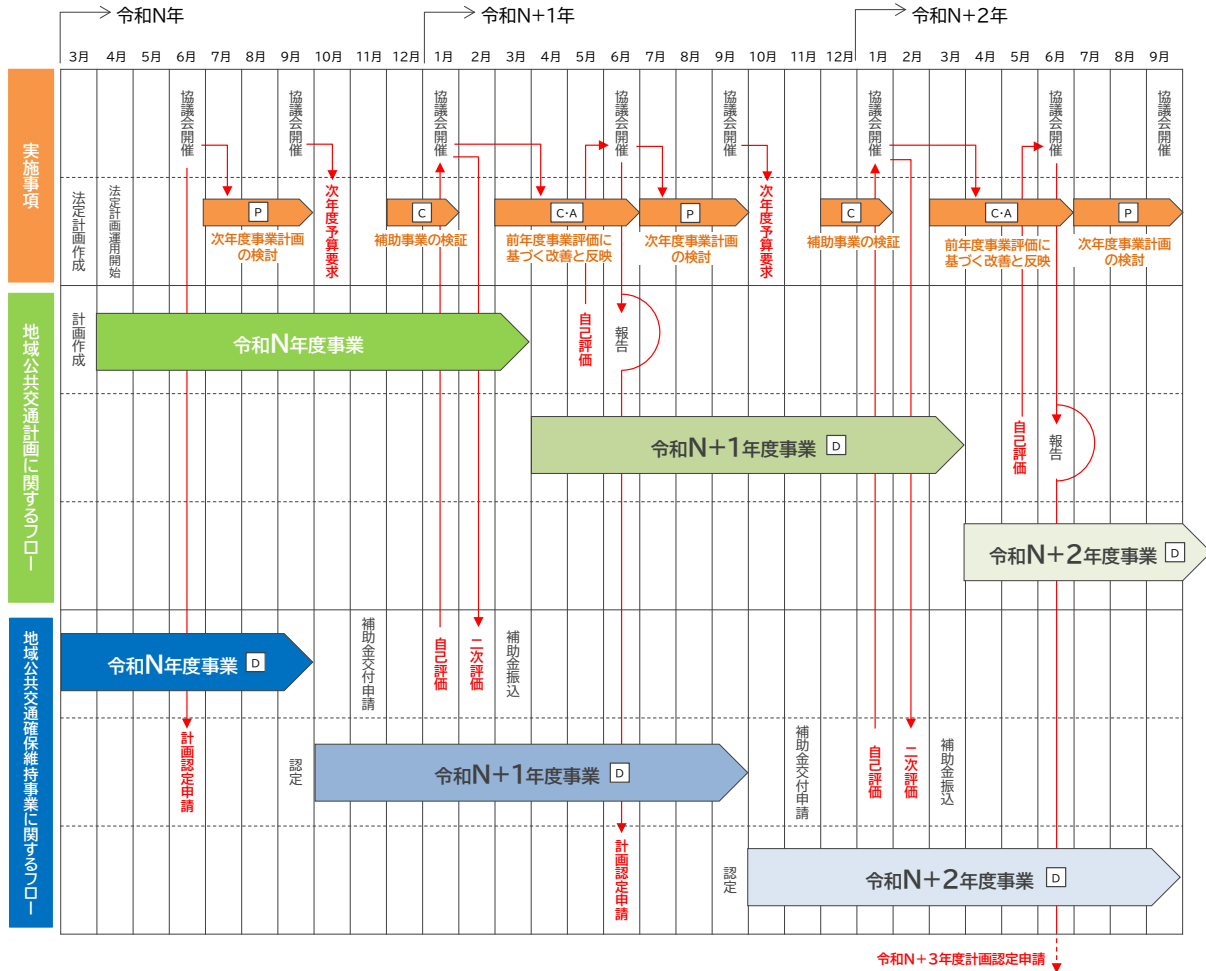 令和N年
令和N+1年
令和N+2年
3月 4月 5月 6月 7月 8月 9月 10月 11月 12月 1月 2月 3月 4月 5月 6月 7月 8月 9月 10月 11月 12月 1月 2月 3月 4月 5月 6月 7月 8月 9月
実施事項
協議会開催
協議会開催
協議会開催
協議会開催
協議会開催
協議会開催
協議会開催
協議会開催
法定計画作成
法定計画運用開始
P
次年度事業計画
の検討
次年度予算要求
C
補助事業の検証
C・A
前年度事業評価に
基づく改善と反映
P
次年度事業計画
の検討
次年度予算要求
C
補助事業の検証
C・A
前年度事業評価に
基づく改善と反映
P
次年度事業計画
の検討
地域公共交通計画に関するフロー
計画作成
令和N年度事業
自己評価
報告
令和N+1年度事業 D
自己評価
報告
令和N+2年度事業 D
地域公共交通確保維持事業に関するフロー
令和N年度事業 D
補助金交付申請
自己評価
二次評価
補助金振込
計画認定申請
認定
令和N+1年度事業 D
補助金交付申請
自己評価
二次評価
補助金振込
計画認定申請
認定
令和N+2年度事業 D
令和N+3年度計画認定申請